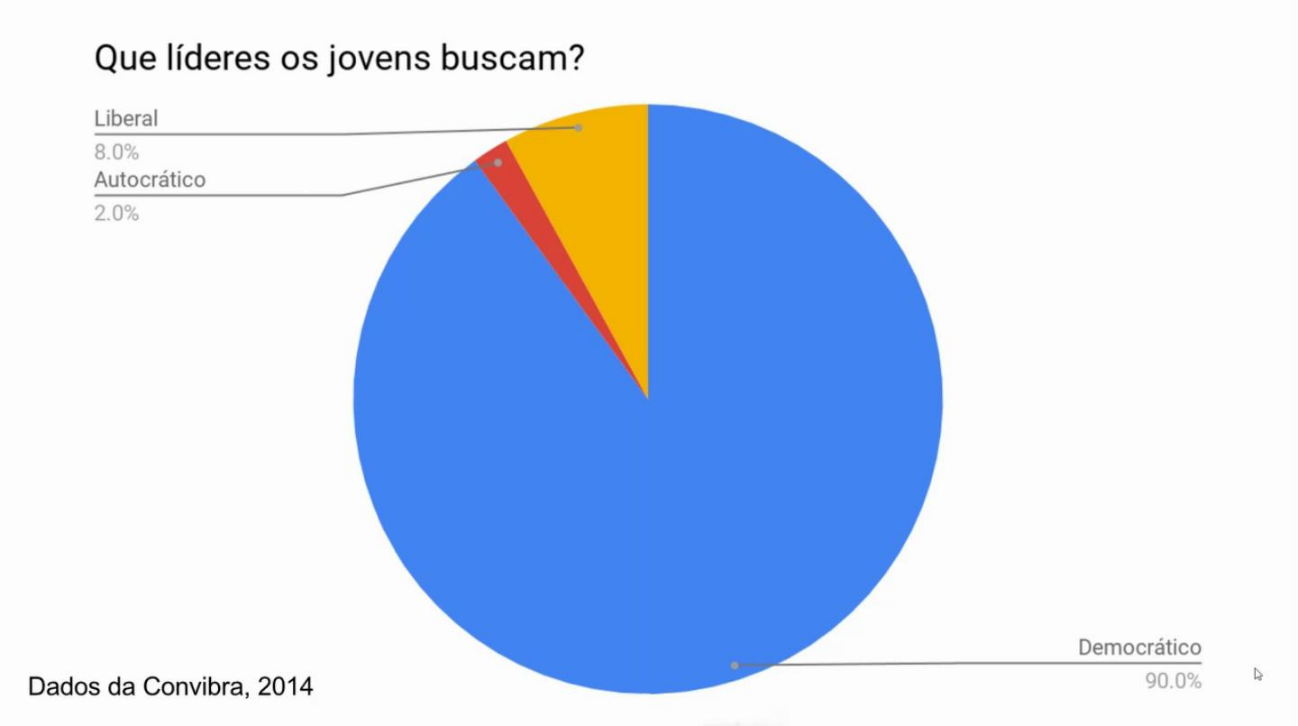 Que líderes os jovens buscam?
Liberal
8.0%
Autocrático
2.0%
Democrático
90.0%
Dados da Convibra, 2014